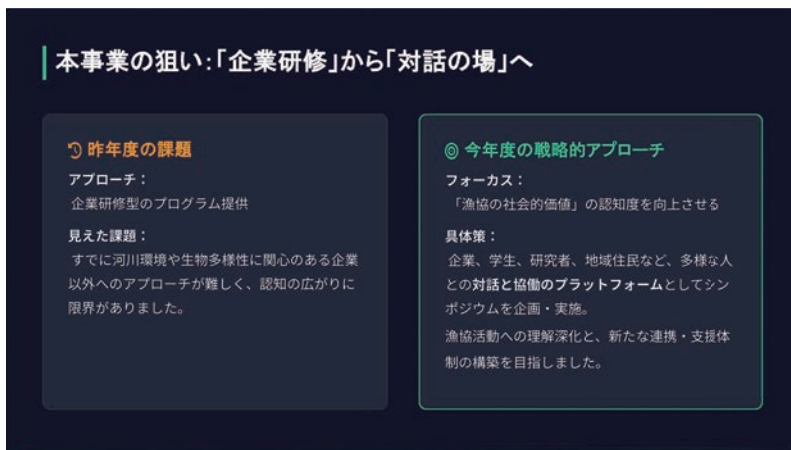 本事業の狙い:「企業研修」から「対話の場」へ
昨年度の課題
アプローチ：
企業研修型のプログラム提供
見えた課題：
すでに河川環境や生物多様性に関心のある企業
以外へのアプローチが難しく、認知の広がりに
限界がありました。
今年度の戦略的アプローチ
フォーカス：
「漁協の社会的価値」の認知度を向上させる
具体策：
企業、学生、研究者、地域住民など、多様な人
との対話と協働のプラットフォームとしてシン
ポジウムを企画・実施。
漁協活動への理解深化と、新たな連携・支援体
制の構築を目指しました。